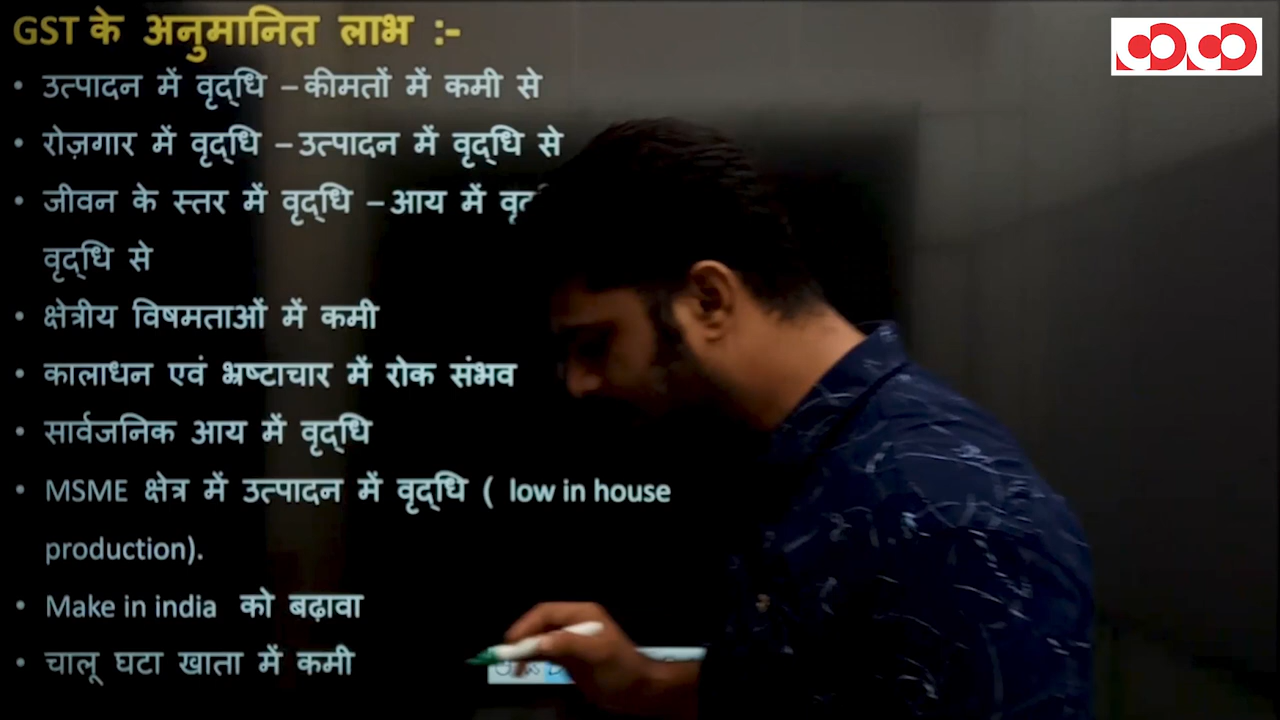 GST के अनुमानित लाभ :-
• उत्पादन में वृद्धि – कीमतों में कमी से
• रोज़गार में वृद्धि – उत्पादन में वृद्धि से
• जीवन के स्तर में वृद्धि – आय में
वृद्धि से
• क्षेत्रीय विषमताओं में कमी
• कालाधन एवं भ्रष्टाचार में रोक संभव
• सार्वजनिक आय में वृद्धि
• MSME क्षेत्र में उत्पादन में वृद्धि ( low in house
production).
• Make in india को बढ़ावा
• चालू घटा खाता में कमी